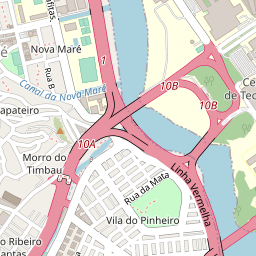 afitas.
Nova Maré
é
Rua B
1
Canal da Nova Maré
10B
10B
Ce
de Tec
apateiro
10A
Morro do
Timbau
Linha Vermelha
Rua da Mata
Vila do Pinheiro
o Ribeiro
antas